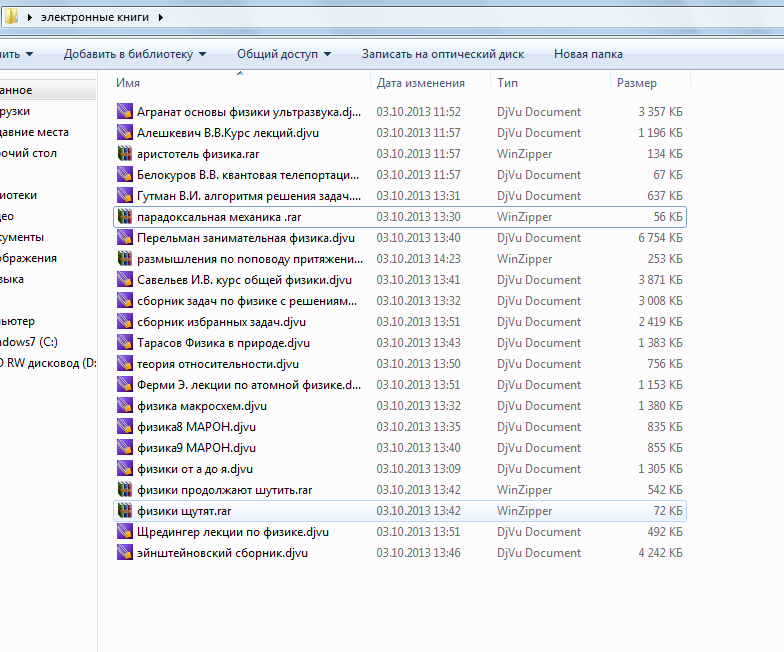 электронные книги
ить Добавить в библиотеку Общий доступ Записать на оптический диск Новая папка
Имя Дата изменения Тип Размер
анное
рузки
давние места
очий стол
иотеки
ео
кументы
ображения
зыка
ьютер
ndows7 (C:)
D RW дисковод (D:
Агранат основы физики ультразвука.dj... 03.10.2013 11:52 DjVu Document 3 357 КБ
Алешкевич В.В.Курс лекций.djvu 03.10.2013 11:57 DjVu Document 1 196 КБ
аристотель физика.rar 03.10.2013 11:57 WinZipper 134 КБ
Белокуров В.В. квантовая телепортаци... 03.10.2013 11:57 DjVu Document 67 КБ
Гутман В.И. алгоритмя решения задач.... 03.10.2013 13:31 DjVu Document 637 КБ
парадоксальная механика .rar 03.10.2013 13:30 WinZipper 56 КБ
Перельман занимательная физика.djvu 03.10.2013 13:40 DjVu Document 6 754 КБ
размышления по поповоду притяжени... 03.10.2013 14:23 WinZipper 253 КБ
Савельев И.В. курс общей физики.djvu 03.10.2013 13:41 DjVu Document 3 871 КБ
сборник задач по физике с решениям... 03.10.2013 13:32 DjVu Document 3 008 КБ
сборник избранных задач.djvu 03.10.2013 13:51 DjVu Document 2 419 КБ
Тарасов Физика в природе.djvu 03.10.2013 13:43 DjVu Document 1 383 КБ
теория относительности.djvu 03.10.2013 13:50 DjVu Document 756 КБ
Ферми Э. лекции по атомной физике.d... 03.10.2013 13:51 DjVu Document 1 153 КБ
физика макросхем.djvu 03.10.2013 13:32 DjVu Document 1 380 КБ
физика8 МАРОН.djvu 03.10.2013 13:35 DjVu Document 835 КБ
физика9 МАРОН.djvu 03.10.2013 13:40 DjVu Document 855 КБ
физики от а до я.djvu 03.10.2013 13:09 DjVu Document 1 305 КБ
физики продолжают шутить.rar 03.10.2013 13:42 WinZipper 542 КБ
физики щутят.rar 03.10.2013 13:42 WinZipper 72 КБ
Щредингер лекции по физике.djvu 03.10.2013 13:51 DjVu Document 492 КБ
эйнштейновский сборник.djvu 03.10.2013 13:46 DjVu Document 4 242 КБ